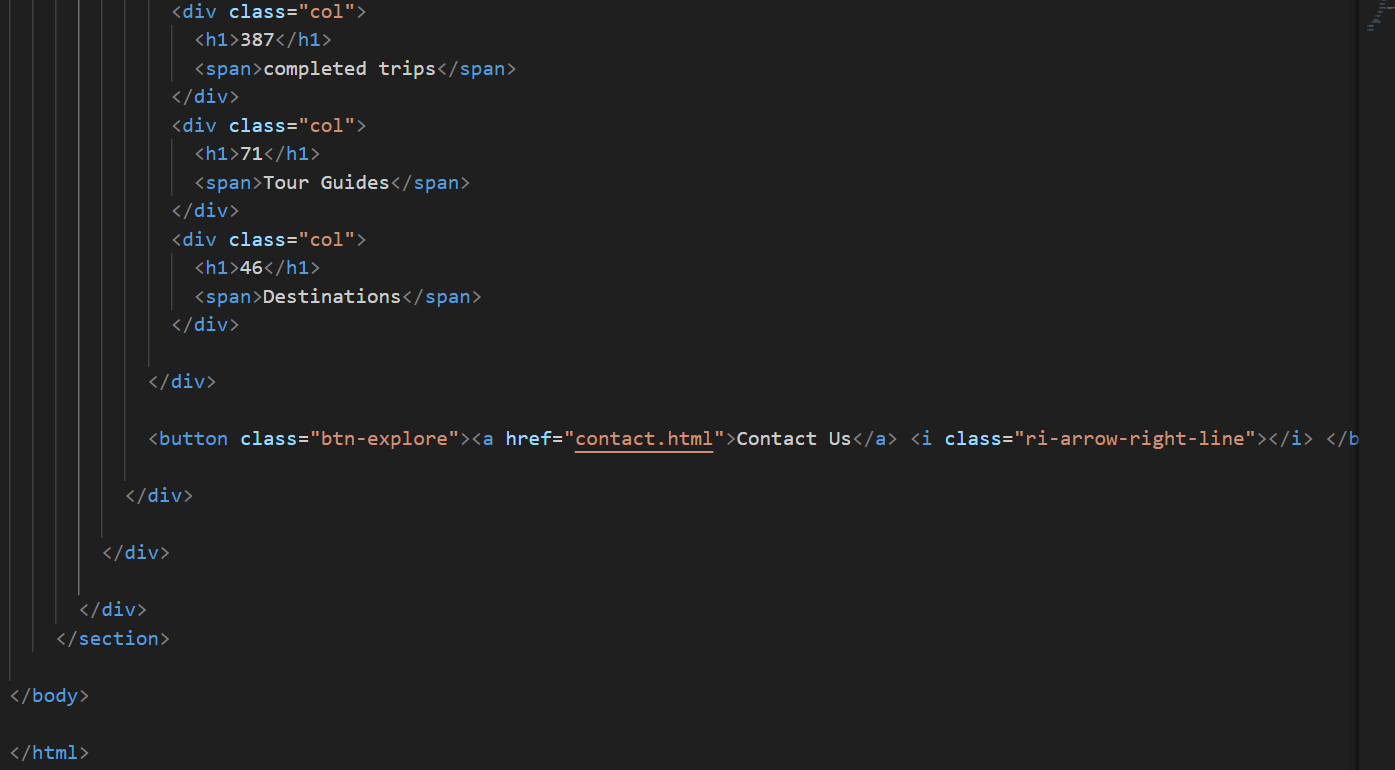 <div class="col">
<h1>387</h1>
<span>completed trips</span>
</div>
<div class="col">
<h1>71</h1>
<span>Tour Guides</span>
</div>
<div class="col">
<h1>46</h1>
<span>Destinations</span>
</div>
</div>
<button class="btn-explore"><a href="contact.html">Contact Us</a> <i class="ri-arrow-right-line"></i> </b
</div>
</div>
</div>
</section>
</body>
</html>